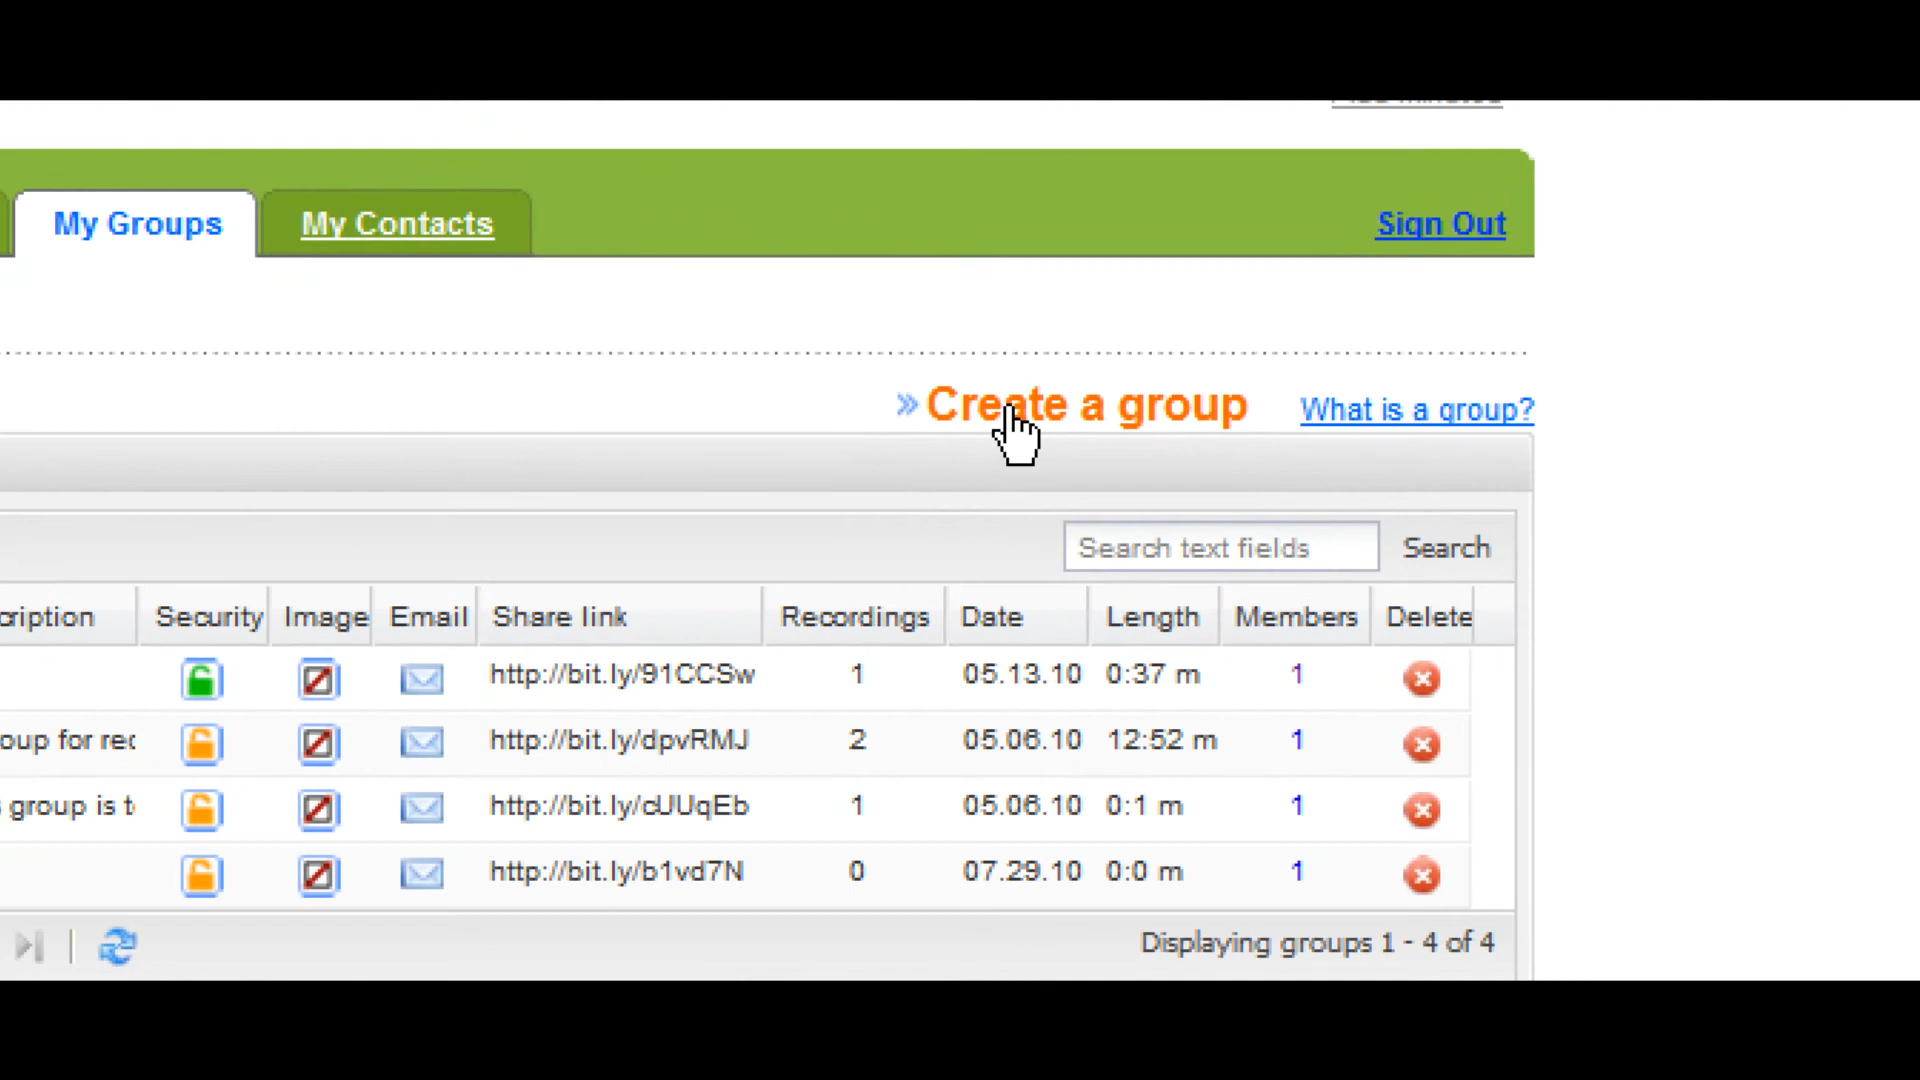 My Groups My Contacts Sign Out
» Create a group What is a group?
Search text fields Search
cription Security Image Email Share link Recordings Date Length Members Delete
http://bit.ly/91CCSw 1 05.13.10 0:37 m 1
oup for rec http://bit.ly/dpvRMJ 2 05.06.10 12:52 m 1
group is t http://bit.ly/cUUqEb 1 05.06.10 0:1 m 1
http://bit.ly/b1vd7N 0 07.29.10 0:0 m 1
Displaying groups 1 - 4 of 4